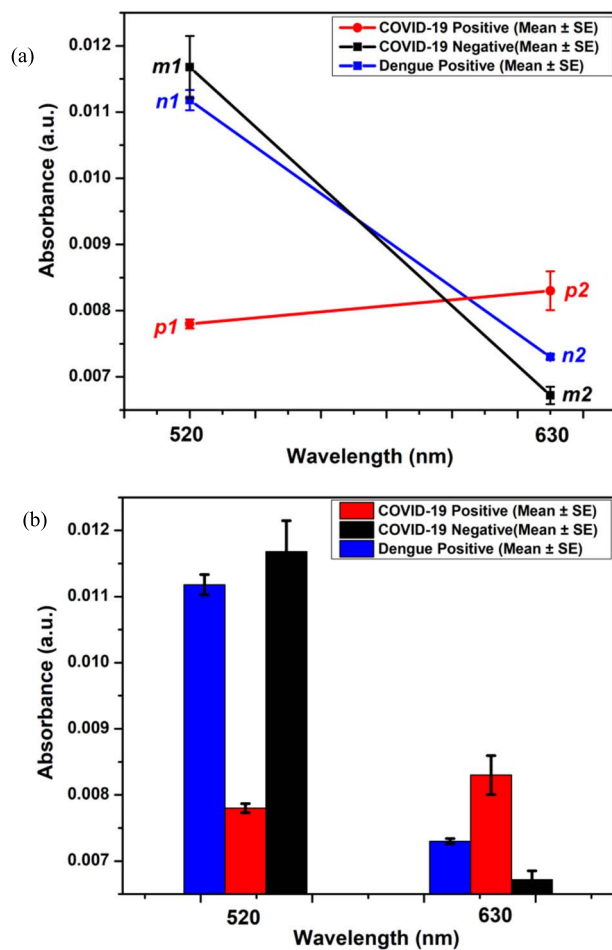 (a)
COVID-19 Positive (Mean ± SE)
COVID-19 Negative(Mean ± SE)
Dengue Positive (Mean ± SE)
0.012
0.011
0.010
0.009
0.008
0.007
Absorbance (a.u.)
m1
n1
p1
p2
n2
m2
520
630
Wavelength (nm)
(b)
COVID-19 Positive (Mean ± SE)
COVID-19 Negative(Mean ± SE)
Dengue Positive (Mean ± SE)
0.012
0.011
0.010
0.009
0.008
0.007
Absorbance (a.u.)
520
630
Wavelength (nm)